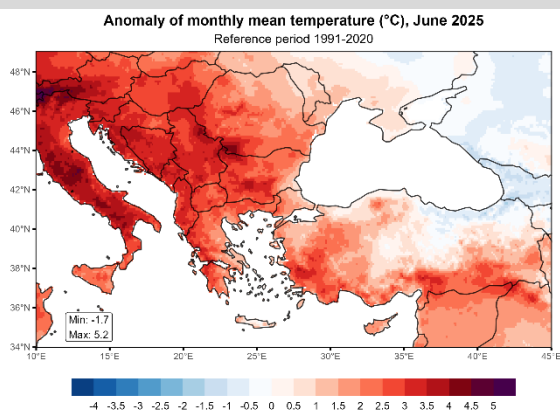 Anomaly of monthly mean temperature (°C), June 2025
Reference period 1991-2020
48°N
46°N
44°N
42°N
40°N
38°N
36°N
34°N
Min: -1.7
Max: 5.2
10°E 15°E 20°E 25°E 30°E 35°E 40°E 45°E
-4 -3.5 -3 -2.5 -2 -1.5 -1 -0.5 0 0.5 1 1.5 2 2.5 3 3.5 4 4.5 5